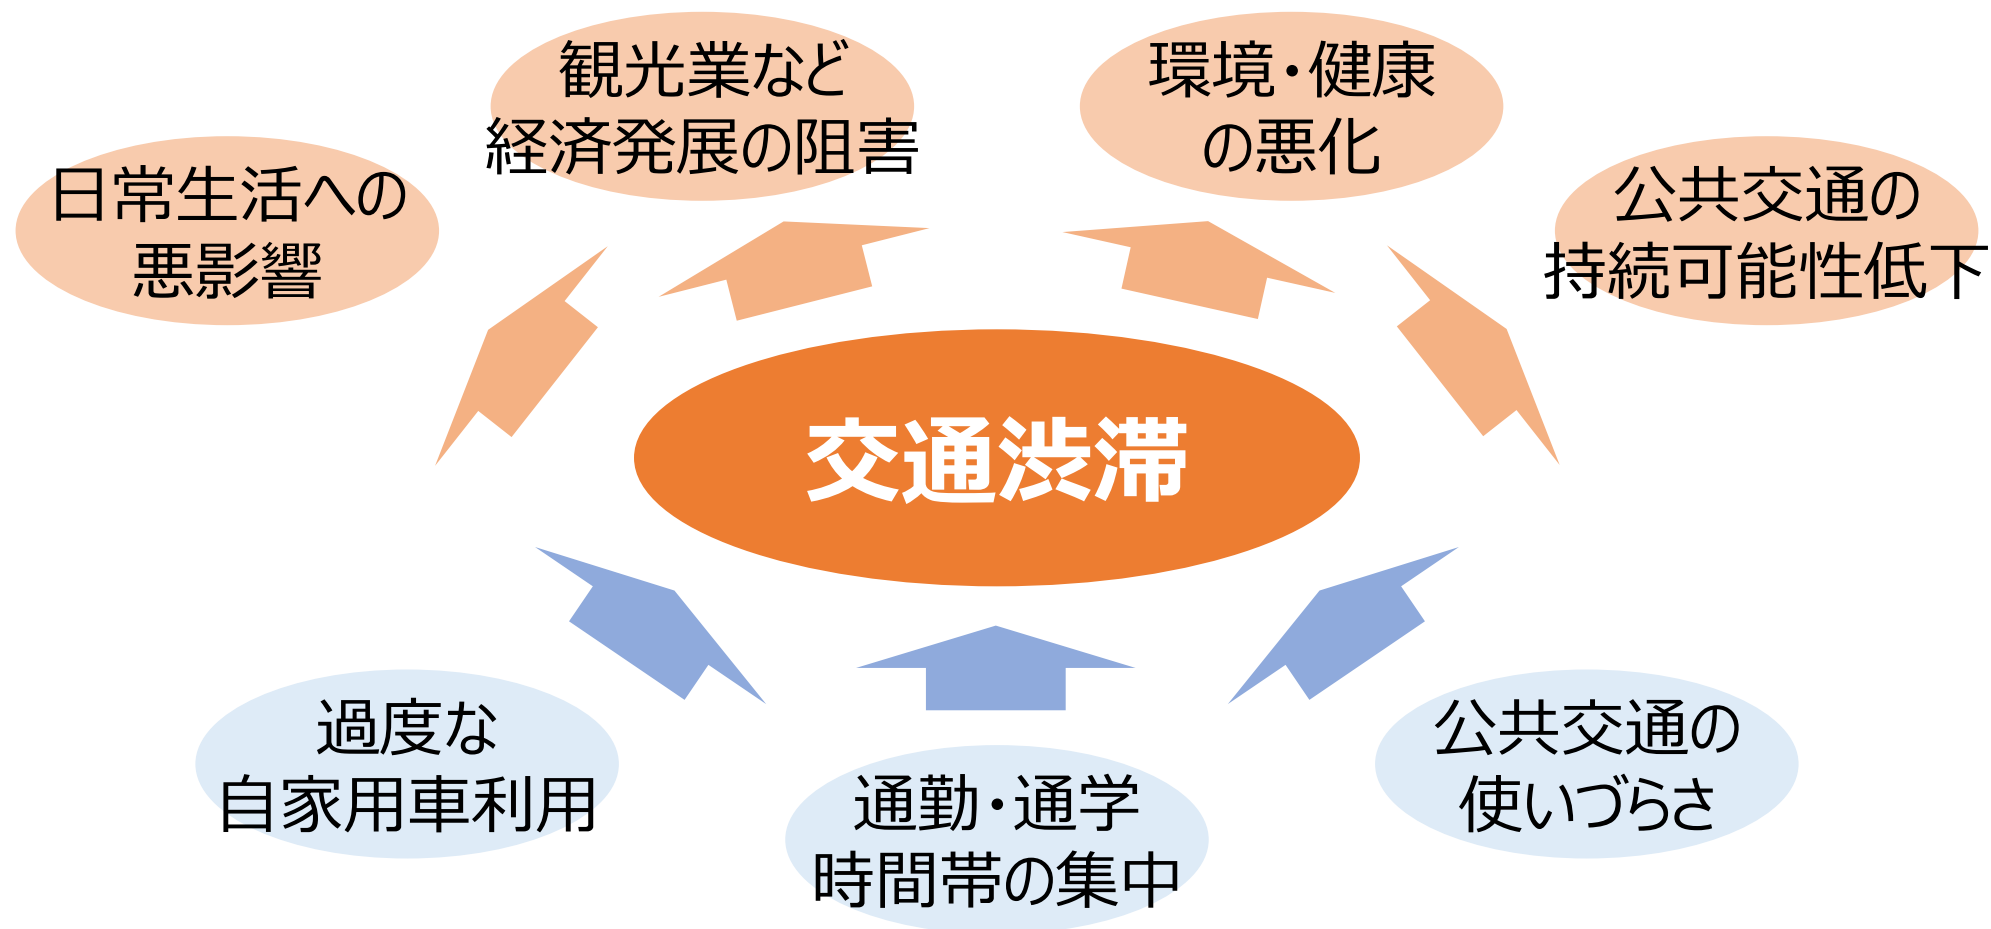 観光業など
経済発展の阻害
環境・健康
の悪化
日常生活への
悪影響
公共交通の
持続可能性低下
交通渋滞
過度な
自家用車利用
通勤・通学
時間帯の集中
公共交通の
使いづらさ